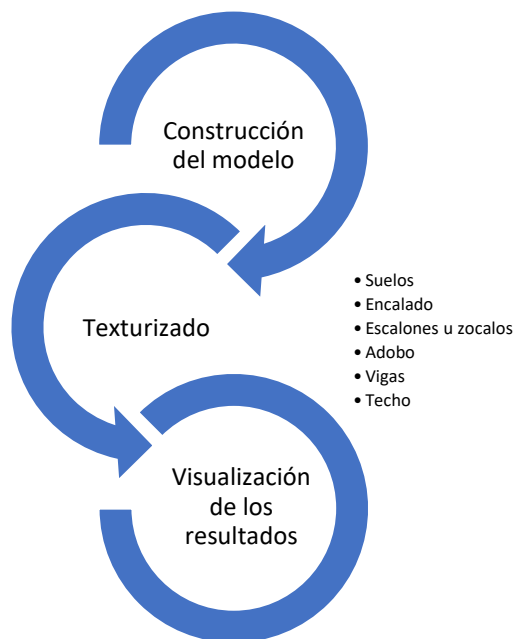 Construcción
del modelo
Texturizado
• Suelos
• Encalado
• Escalones u zocalos
• Adobo
• Vigas
• Techo
Visualización
de los
resultados